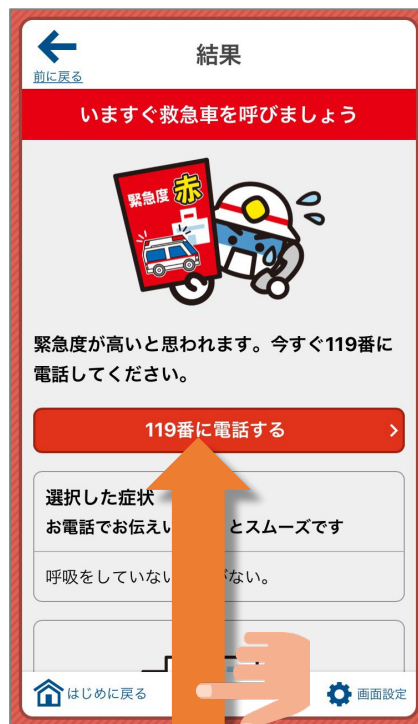 前に戻る
結果
いますぐ救急車を呼びましょう
緊急度 赤
緊急度が高いと思われます。今すぐ119番に
電話してください。
119番に電話する
選択した症状
お電話でお伝えい とスムーズです
呼吸をしていない がない。
はじめに戻る
画面設定